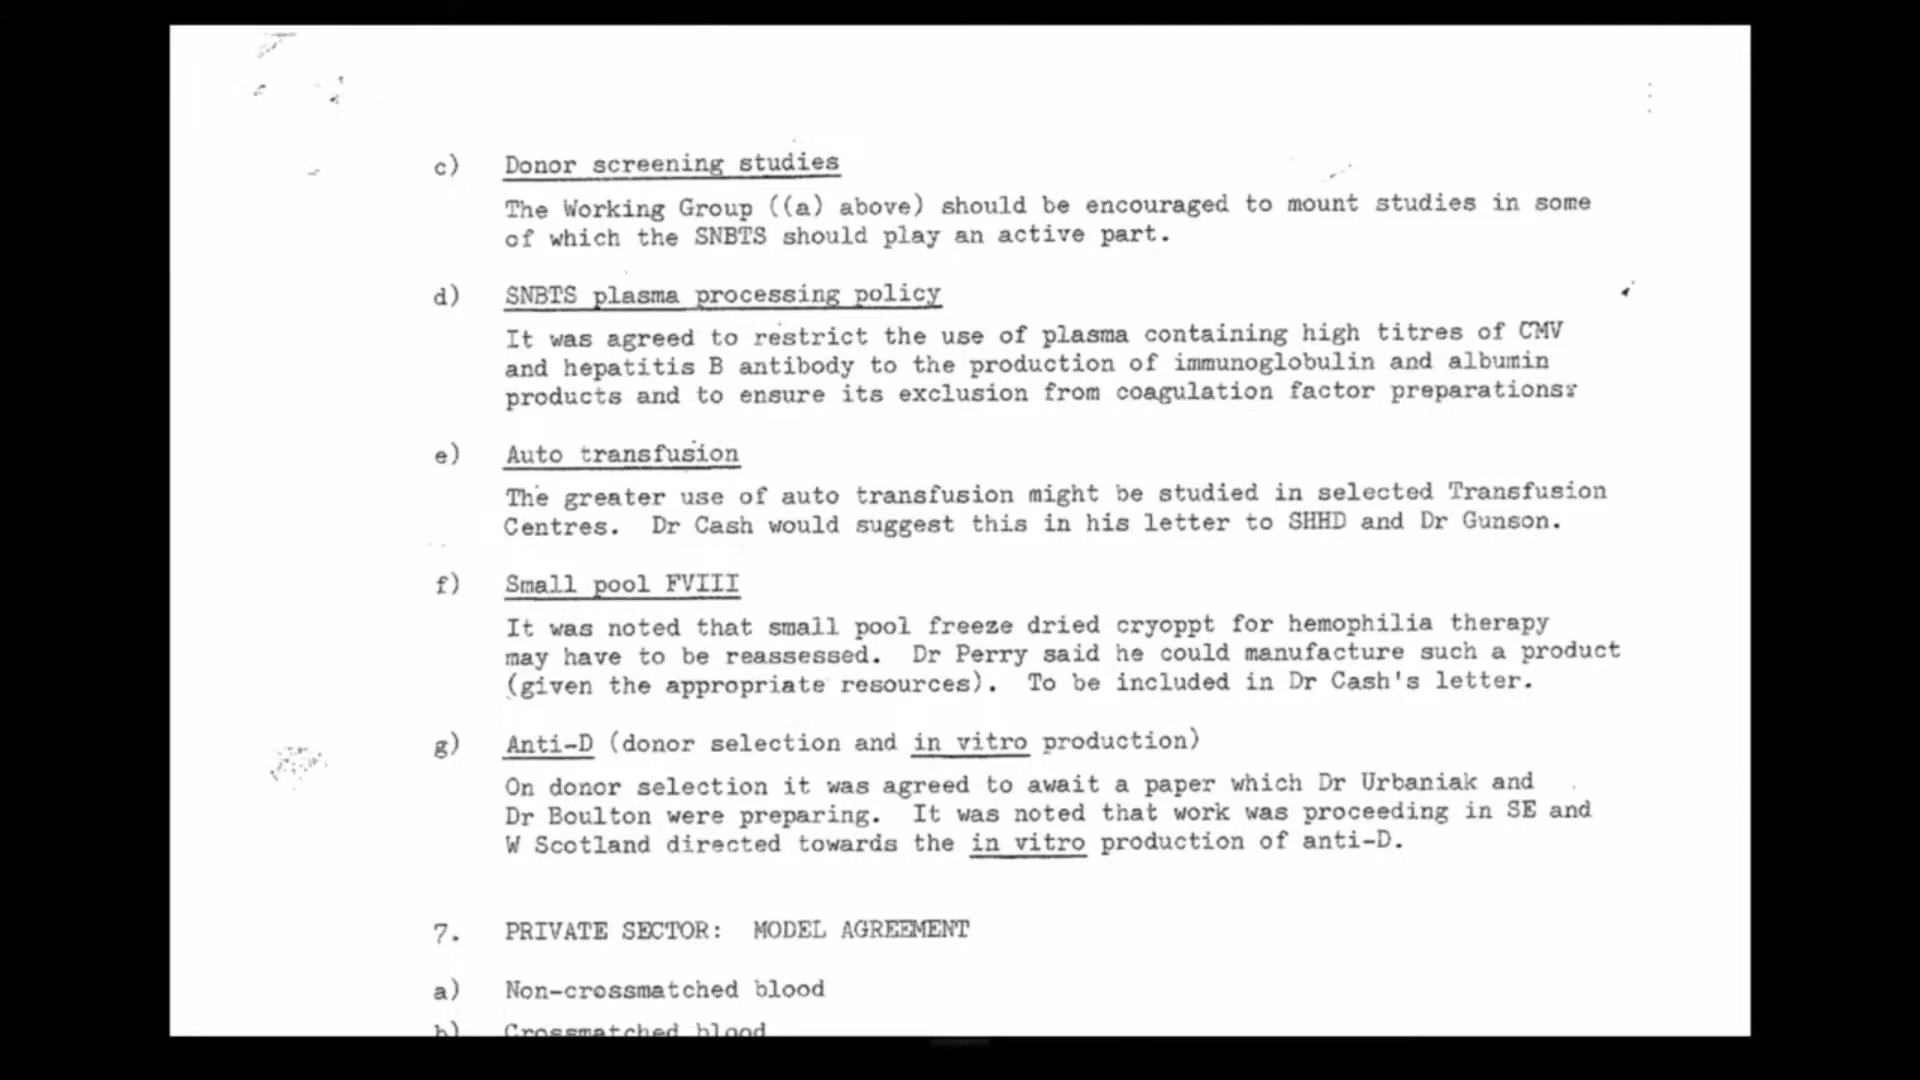 c) Donor screening studies
The Working Group ((a) above) should be encouraged to mount studies in some
of which the SNBTS should play an active part.
d) SNBTS plasma processing policy
It was agreed to restrict the use of plasma containing high titres of CMV
and hepatitis B antibody to the production of immunoglobulin and albumin
products and to ensure its exclusion from coagulation factor preparations.
e) Auto transfusion
The greater use of auto transfusion might be studied in selected Transfusion
Centres. Dr Cash would suggest this in his letter to SHHD and Dr Gunson.
f) Small pool FVIII
It was noted that small pool freeze dried cryoppt for hemophilia therapy
may have to be reassessed. Dr Perry said he could manufacture such a product
(given the appropriate resources). To be included in Dr Cash's letter.
g) Anti-D (donor selection and in vitro production)
On donor selection it was agreed to await a paper which Dr Urbaniak and
Dr Boulton were preparing. It was noted that work was proceeding in SE and
W Scotland directed towards the in vitro production of anti-D.
7. PRIVATE SECTOR: MODEL AGREEMENT
a) Non-crossmatched blood
b) Crossmatched blood